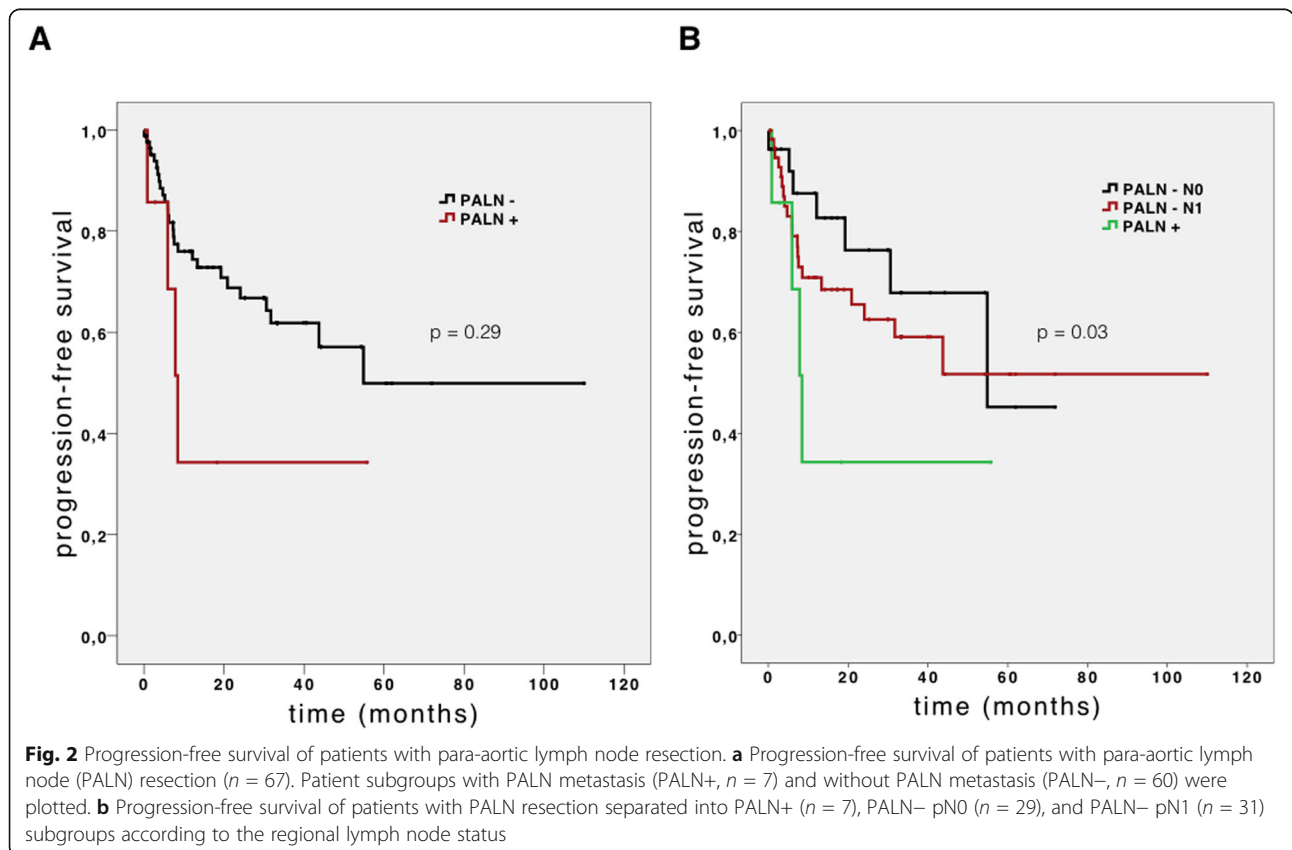 A
B
1,0
0,8
0,6
0,4
0,2
0,0
progression-free survival
PALN -
PALN +
p = 0.29
0 20 40 60 80 100 120
time (months)
1,0
0,8
0,6
0,4
0,2
0,0
progression-free survival
PALN - N0
PALN - N1
PALN +
p = 0.03
0 20 40 60 80 100 120
time (months)
Fig. 2 Progression-free survival of patients with para-aortic lymph node resection. a Progression-free survival of patients with para-aortic lymph
node (PALN) resection (n = 67). Patient subgroups with PALN metastasis (PALN+, n = 7) and without PALN metastasis (PALN−, n = 60) were
plotted. b Progression-free survival of patients with PALN resection separated into PALN+ (n = 7), PALN− pN0 (n = 29), and PALN− pN1 (n = 31)
subgroups according to the regional lymph node status